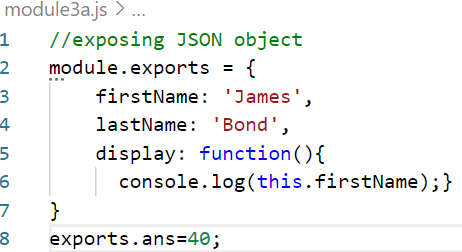 module3a.js > ...
1 //exposing JSON object
2 module.exports = {
3 firstName: 'James',
4 lastName: 'Bond',
5 display: function(){
6 console.log(this.firstName);}
7 }
8 exports.ans=40;